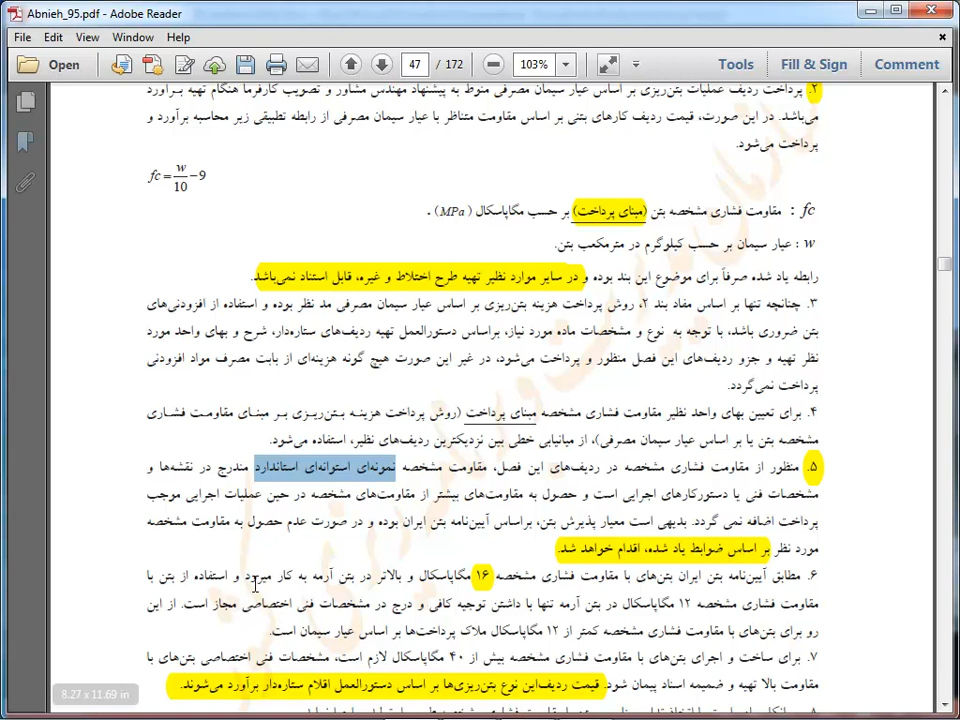 Abnieh_95.pdf - Adobe Reader
File Edit View Window Help
Open 47 / 172 103% Tools Fill & Sign Comment
۲. پرداخت ردیف عملیات بتن‌ریزی بر اساس عیار سیمان مصرفی منوط به پیشنهاد مهندس مشاور و تصویب کارفرما هنگام تهیه بـرآورد
می‌باشد. در این صورت، قیمت ردیف کارهای بتنی بر اساس مقاومت متناظر با عیار سیمان مصرفی از رابطه تطبیقی زیر محاسبه برآورد و
پرداخت می‌شود.
fc = w/10 − 9
fc : مقاومت فشاری مشخصه بتن (مبنای پرداخت) بر حسب مگاپاسکال (MPa) .
w : عیار سیمان بر حسب کیلوگرم در مترمکعب بتن.
رابطه یاد شده صرفاً برای موضوع این بند بوده و در سایر موارد نظیر تهیه طرح اختلاط و غیره، قابل استناد نمی‌باشد.
۳. چنانچه تنها بر اساس مفاد بند ۲، روش پرداخت هزینه بتن‌ریزی بر اساس عیار سیمان مصرفی مد نظر بوده و استفاده از افزودنی‌های
بتن ضروری باشد، با توجه به نوع و مشخصات ماده مورد نیاز، براساس دستورالعمل تهیه ردیف‌های ستاره‌دار، شرح و بهای واحد مورد
نظر تهیه و جزو ردیف‌های این فصل منظور و پرداخت می‌شود، در غیر این صورت هیچ گونه هزینه‌ای از بابت مصرف مواد افزودنی
پرداخت نمی‌گردد.
۴. برای تعیین بهای واحد نظیر مقاومت فشاری مشخصه مبنای پرداخت (روش پرداخت هزینـه بـتن‌ریـزی بـر مبنـای مقاومـت فشـاری
مشخصه بتن یا بر اساس عیار سیمان مصرفی)، از میانیابی خطی بین نزدیکترین ردیف‌های نظیر، استفاده می‌شود.
۵. منظور از مقاومت فشاری مشخصه در ردیف‌های این فصل، مقاومت مشخصه نمونه‌ای استوانه‌ای استاندارد مندرج در نقشه‌ها و
مشخصات فنی یا دستورکارهای اجرایی است و حصول به مقاومت‌های بیشتر از مقاومت‌های مشخصه در حین عملیات اجرایی موجب
پرداخت اضافه نمی گردد. بدیهی است معیار پذیرش بتن، براساس آیین‌نامه بتن ایران بوده و در صورت عدم حصول به مقاومت مشخصه
مورد نظر بر اساس ضوابط یاد شده، اقدام خواهد شد.
۶. مطابق آیین‌نامه بتن ایران بتن‌های با مقاومت فشاری مشخصه ۱۶ مگاپاسکال و بالاتر در بتن آرمه به کار میرود و استفاده از بتن با
مقاومت فشاری مشخصه ۱۲ مگاپاسکال در بتن آرمه تنها با داشتن توجیه کافی و درج در مشخصات فنی اختصاصی مجاز است. از این
رو برای بتن‌های با مقاومت فشاری مشخصه کمتر از ۱۲ مگاپاسکال ملاک پرداخت‌ها بر اساس عیار سیمان است.
۷. برای ساخت و اجرای بتن‌های با مقاومت فشاری مشخصه بیش از ۴۰ مگاپاسکال لازم است، مشخصات فنی اختصاصی بتن‌های با
مقاومت بالا تهیه و ضمیمه اسناد پیمان شود. قیمت ردیف‌این نوع بتن‌ریزی‌ها بر اساس دستورالعمل اقلام ستاره‌دار برآورد می‌شوند.
8.27 x 11.69 in